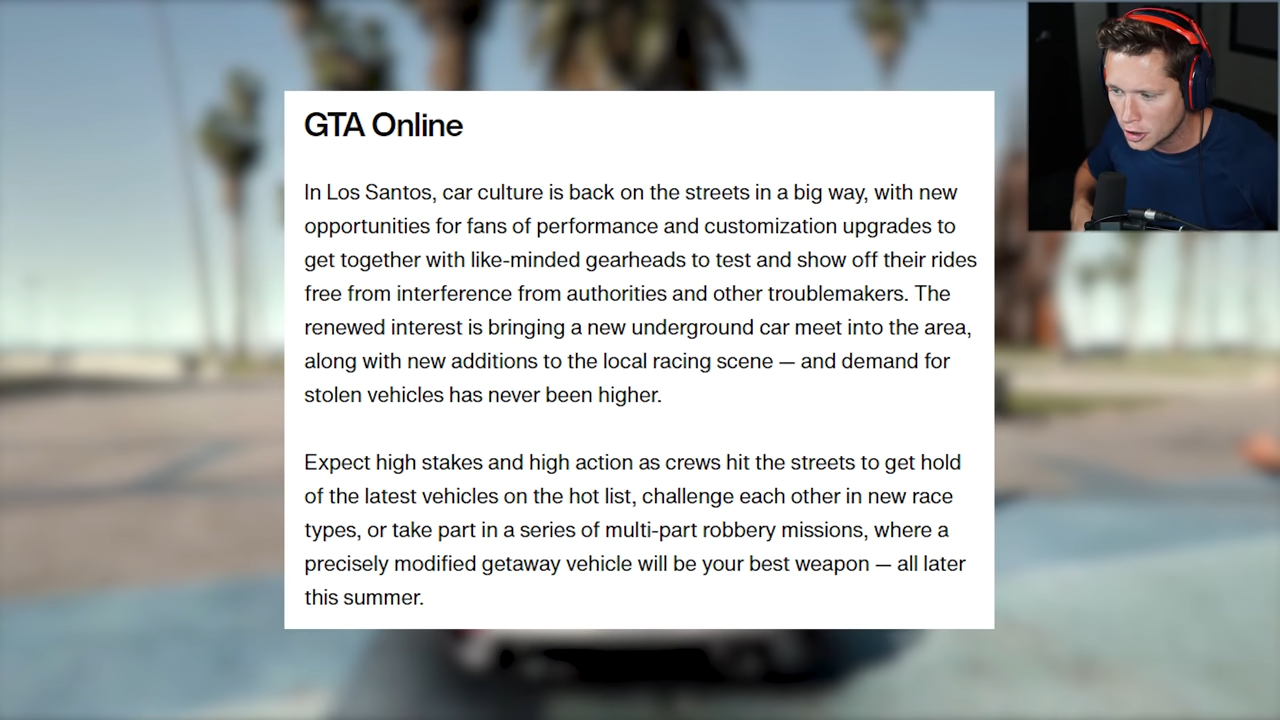 GTA Online
In Los Santos, car culture is back on the streets in a big way, with new
opportunities for fans of performance and customization upgrades to
get together with like-minded gearheads to test and show off their rides
free from interference from authorities and other troublemakers. The
renewed interest is bringing a new underground car meet into the area,
along with new additions to the local racing scene — and demand for
stolen vehicles has never been higher.
Expect high stakes and high action as crews hit the streets to get hold
of the latest vehicles on the hot list, challenge each other in new race
types, or take part in a series of multi-part robbery missions, where a
precisely modified getaway vehicle will be your best weapon — all later
this summer.